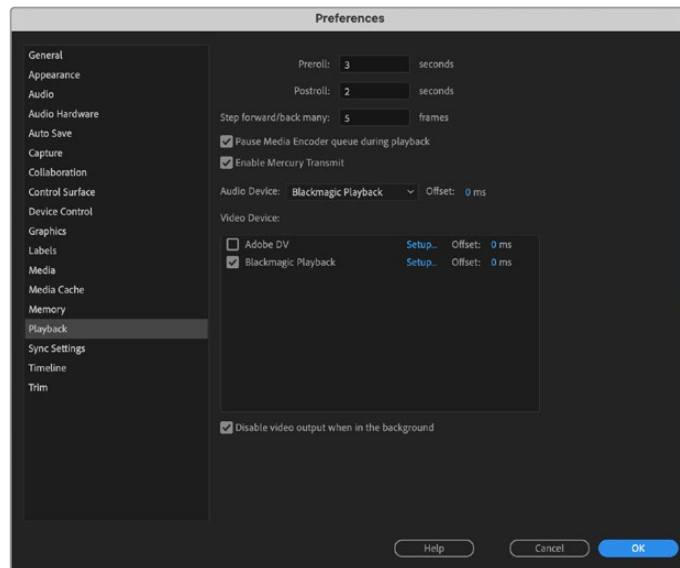 Preferences
General
Appearance
Audio
Audio Hardware
Auto Save
Capture
Collaboration
Control Surface
Device Control
Graphics
Labels
Media
Media Cache
Memory
Playback
Sync Settings
Timeline
Trim
Preroll: 3 seconds
Postroll: 2 seconds
Step forward/back many: 5 frames
Pause Media Encoder queue during playback
Enable Mercury Transmit
Audio Device: Blackmagic Playback Offset: 0 ms
Video Device:
Adobe DV Setup... Offset: 0 ms
Blackmagic Playback Setup... Offset: 0 ms
Disable video output when in the background
Help Cancel OK